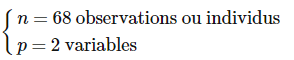 n = 68 observations ou individus
p = 2 variables